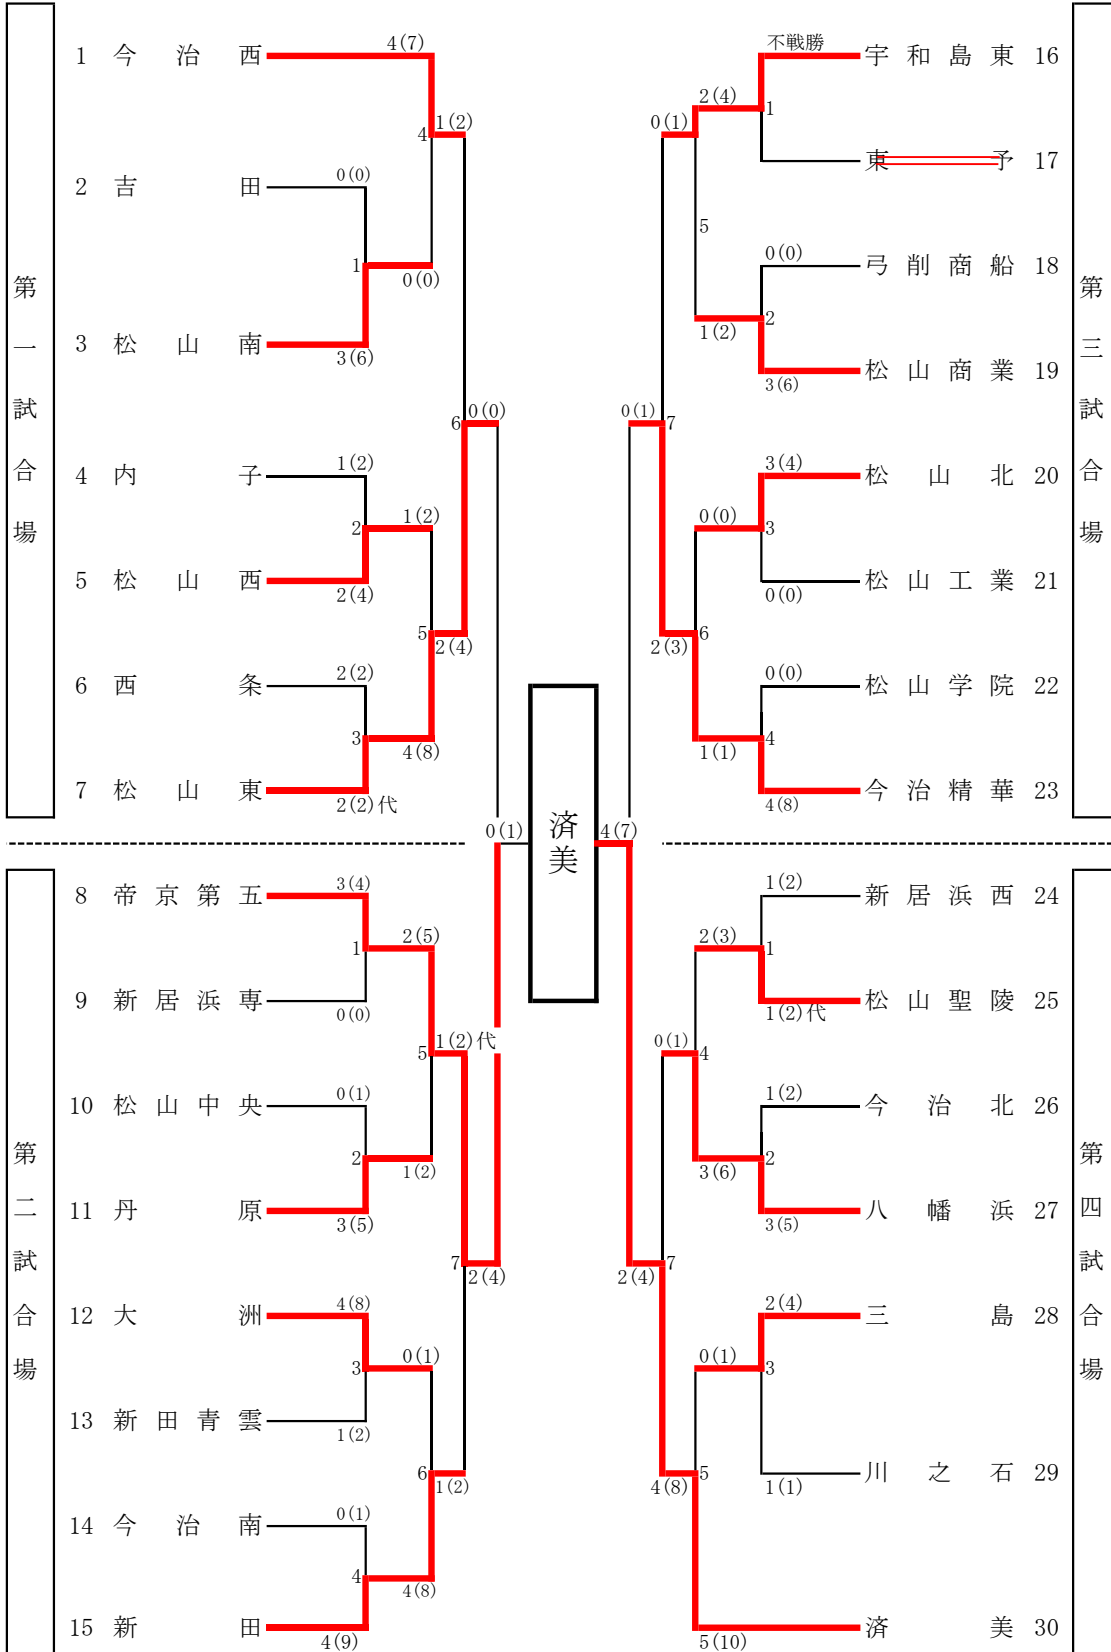 第一試合場
1 今治西
4(7)
4
1(2)
2 吉田
0(0)
1
0(0)
3 松山南
3(6)
6
0(0)
4 内子
1(2)
2
1(2)
5 松山西
2(4)
5
2(4)
6 西条
2(2)
3
4(8)
7 松山東
2(2)代
0(1)
第二試合場
8 帝京第五
3(4)
1
2(5)
9 新居浜専
0(0)
5
1(2)代
10 松山中央
0(1)
2
1(2)
11 丹原
3(5)
7
2(4)
12 大洲
4(8)
3
0(1)
13 新田青雲
1(2)
6
1(2)
14 今治南
0(1)
4
4(8)
15 新田
4(9)
済美
4(7)
第三試合場
不戦勝
宇和島東 16
2(4)
1
0(1)
東予 17
5
0(0)
弓削商船 18
1(2)
2
3(6)
松山商業 19
0(1)
7
3(4)
松山北 20
0(0)
3
0(0)
松山工業 21
2(3)
6
0(0)
松山学院 22
1(1)
4
4(8)
今治精華 23
第四試合場
1(2)
新居浜西 24
2(3)
1
1(2)代
松山聖陵 25
0(1)
4
1(2)
今治北 26
3(6)
2
3(5)
八幡浜 27
2(4)
7
2(4)
三島 28
0(1)
3
1(1)
川之石 29
4(8)
5
5(10)
済美 30